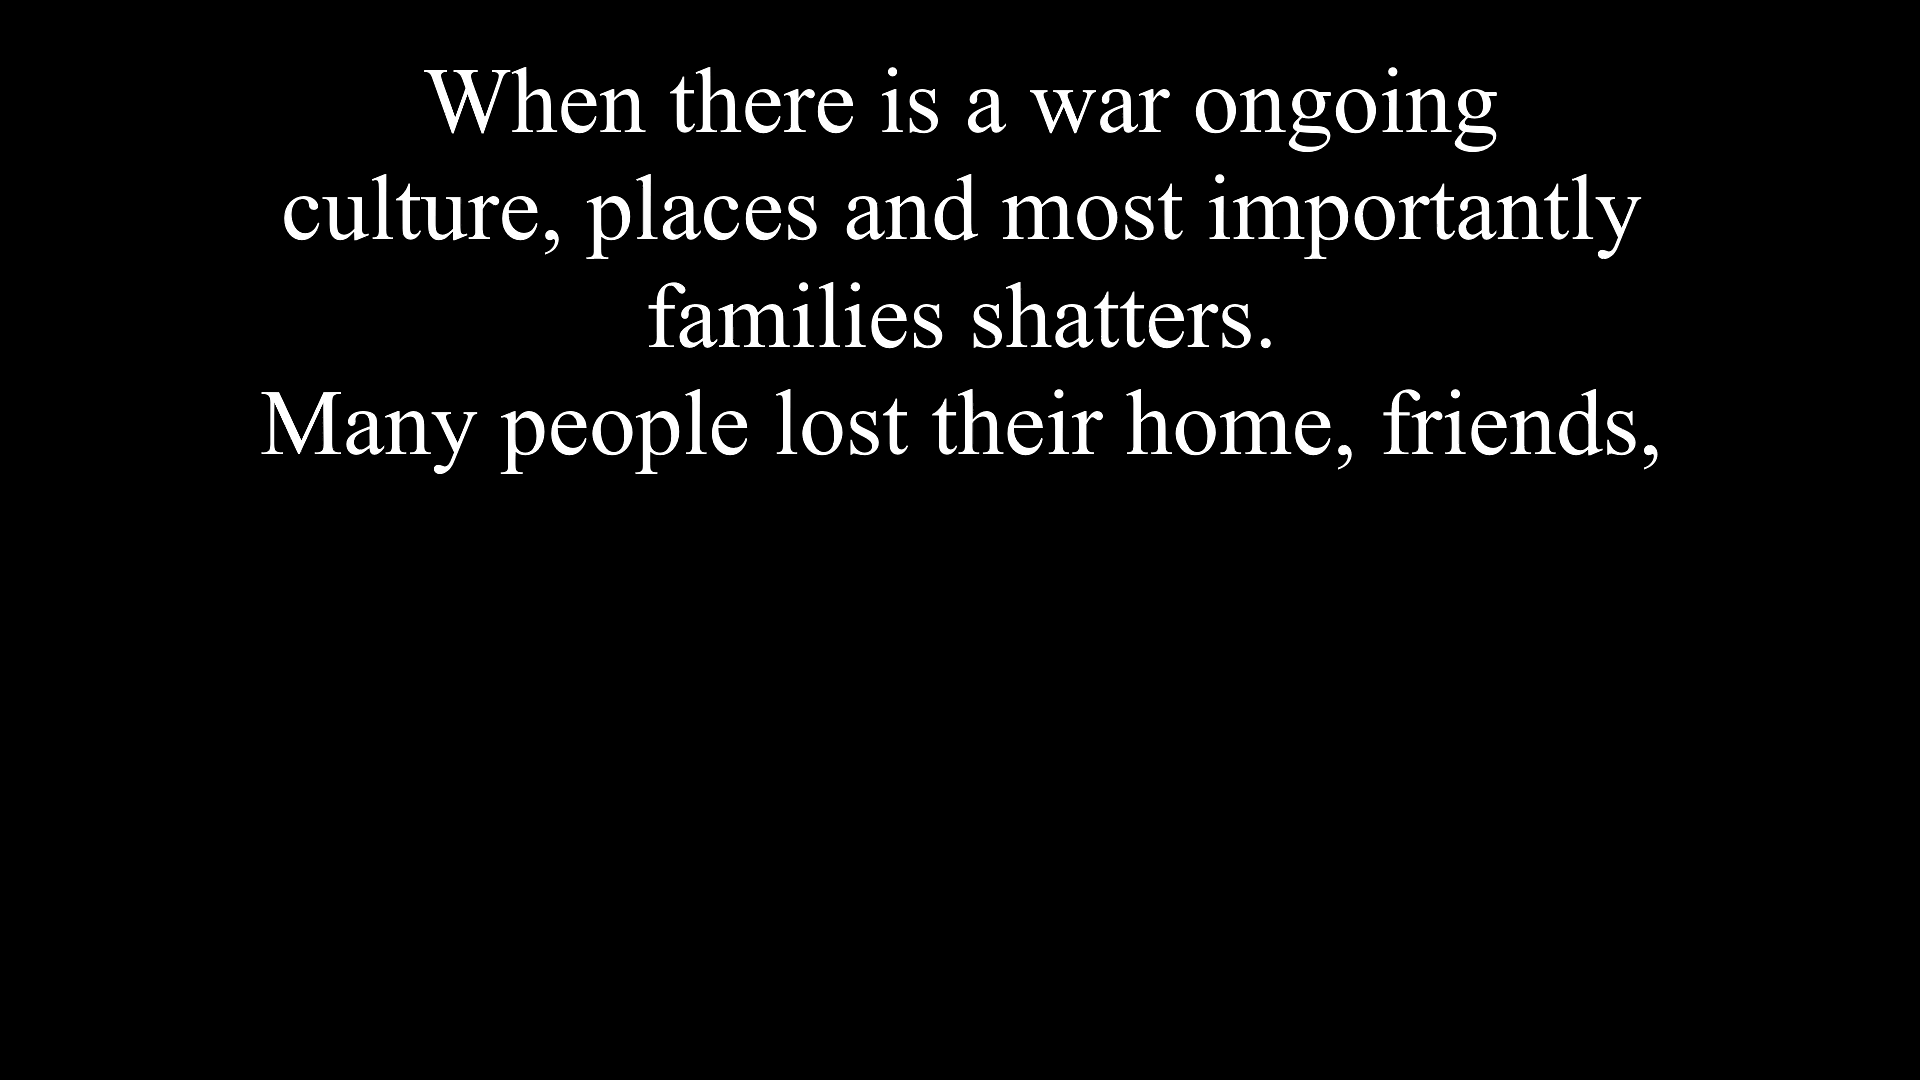 When there is a war ongoing
culture, places and most importantly
families shatters.
Many people lost their home, friends,